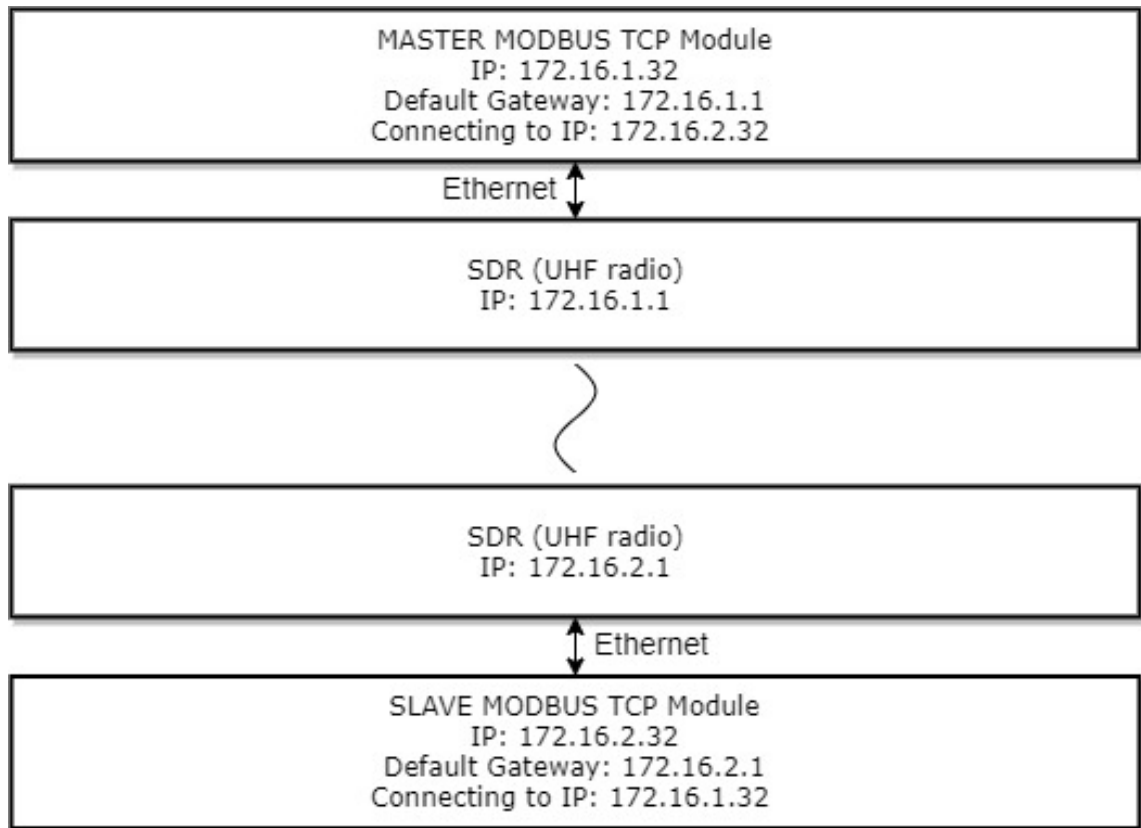 MASTER MODBUS TCP Module
IP: 172.16.1.32
Default Gateway: 172.16.1.1
Connecting to IP: 172.16.2.32
Ethernet
SDR (UHF radio)
IP: 172.16.1.1
SDR (UHF radio)
IP: 172.16.2.1
Ethernet
SLAVE MODBUS TCP Module
IP: 172.16.2.32
Default Gateway: 172.16.2.1
Connecting to IP: 172.16.1.32